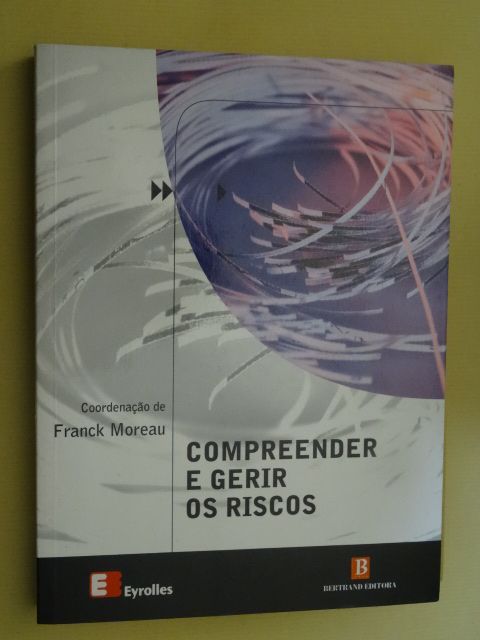 Coordenação de
Franck Moreau
COMPREENDER
E GERIR
OS RISCOS
Eyrolles
B
BERTRAND EDITORA